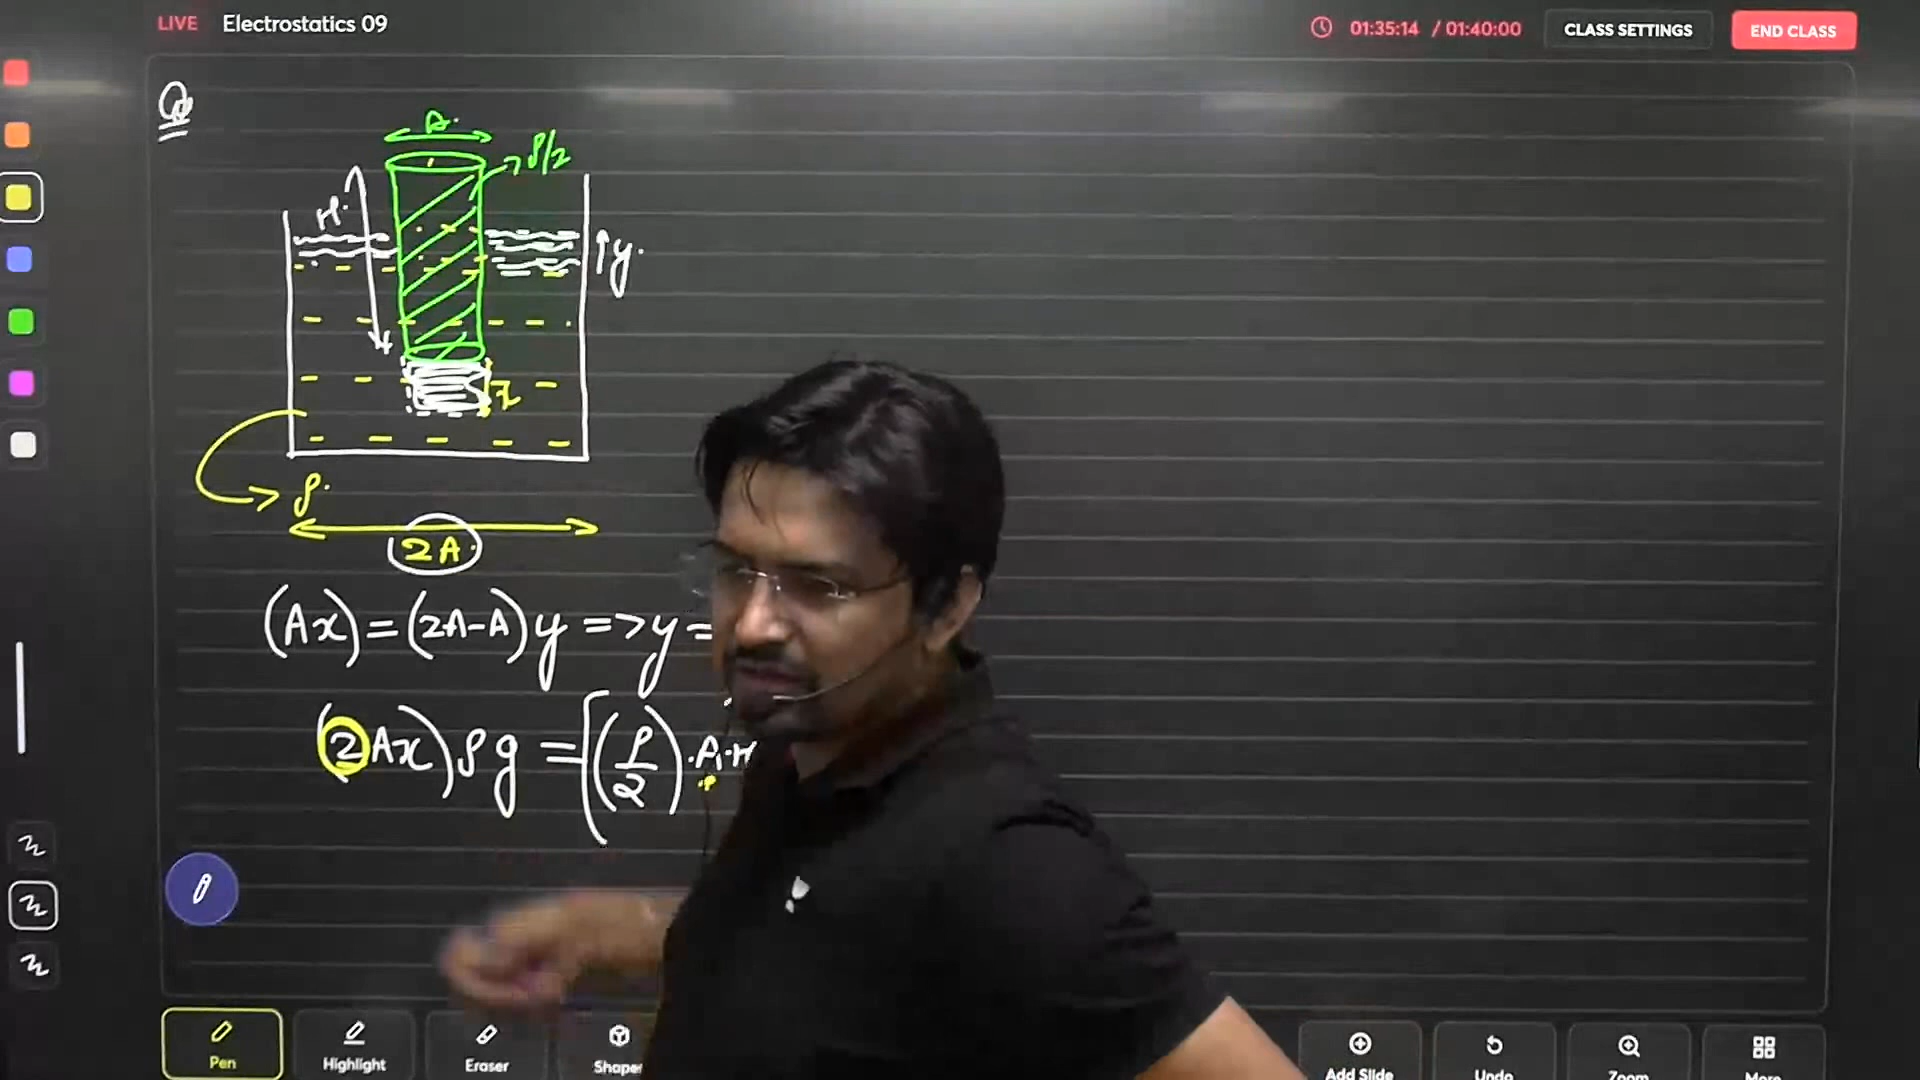 LIVE Electrostatics 09 01:35:14 / 01:40:00 CLASS SETTINGS END CLASS
Q
A.
ρ/2
H.
y.
x
ρ.
2A.
(Ax) = (2A-A)y => y =
(2Ax)ρg = [(ρ/2).A.H
Pen Highlight Eraser Shape Add Slide Undo Zoom More